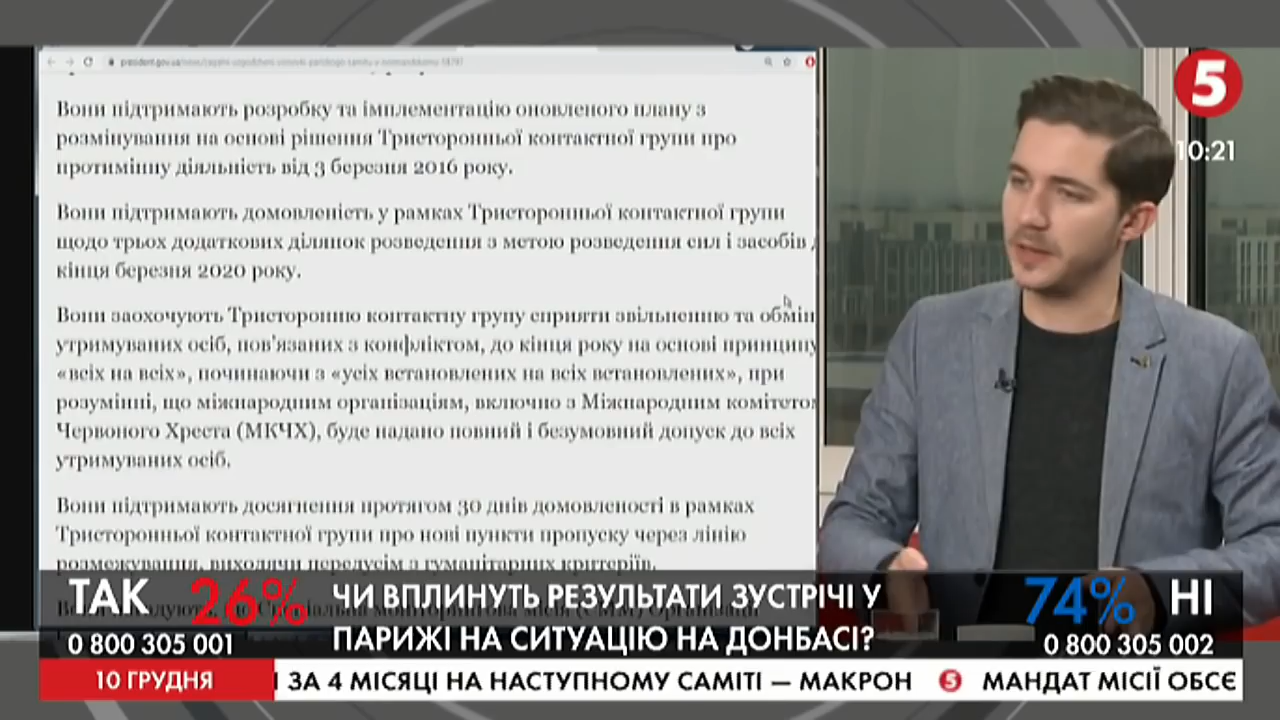 Вони підтримають розробку та імплементацію оновленого плану з
розмінування на основі рішення Тристоронньої контактної групи про
протимінну діяльність від 3 березня 2016 року.
Вони підтримають домовленість у рамках Тристоронньої контактної групи
щодо трьох додаткових ділянок розведення з метою розведення сил і засобів
кінця березня 2020 року.
Вони заохочують Тристоронню контактну групу сприяти звільненню та обмін
утримуваних осіб, пов'язаних з конфліктом, до кінця року на основі принципу
«всіх на всіх», починаючи з «усіх встановлених на всіх встановлених», при
розумінні, що міжнародним організаціям, включно з Міжнародним комітетом
Червоного Хреста (МКЧХ), буде надано повний і безумовний допуск до всіх
утримуваних осіб.
Вони підтримають досягнення протягом 30 днів домовленості в рамках
Тристоронньої контактної групи про нові пункти пропуску через лінію
розмежування, виходячи передусім з гуманітарних критеріїв.
5
10:21
ТАК 26%
0 800 305 001
ЧИ ВПЛИНУТЬ РЕЗУЛЬТАТИ ЗУСТРІЧІ У
ПАРИЖІ НА СИТУАЦІЮ НА ДОНБАСІ?
74% НІ
0 800 305 002
10 ГРУДНЯ
І ЗА 4 МІСЯЦІ НА НАСТУПНОМУ САМІТІ — МАКРОН 5 МАНДАТ МІСІЇ ОБСЄ